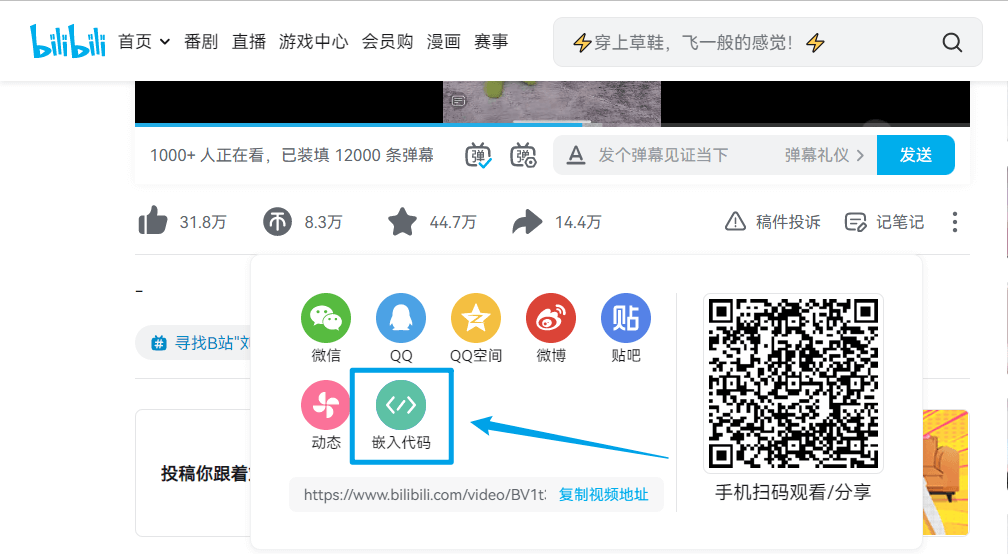 bilibili 首页 番剧 直播 游戏中心 会员购 漫画 赛事 ⚡穿上草鞋，飞一般的感觉！⚡
1000+ 人正在看，已装填 12000 条弹幕 弹 弹 A 发个弹幕见证当下 弹幕礼仪 > 发送
31.8万 8.3万 44.7万 14.4万 稿件投诉 记笔记
-
# 寻找B站"刘
微信 QQ QQ空间 微博 贴 贴吧
动态 嵌入代码
投稿你跟着
https://www.bilibili.com/video/BV1t 复制视频地址
手机扫码观看/分享